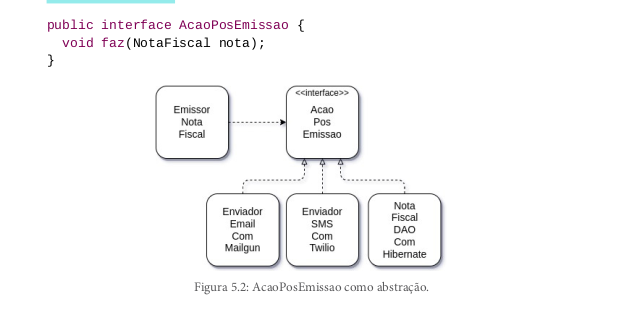 public interface AcaoPosEmissao {
void faz(NotaFiscal nota);
}
<<interface>>
Emissor
Nota
Fiscal
Acao
Pos
Emissao
Enviador
Email
Com
Mailgun
Enviador
SMS
Com
Twilio
Nota
Fiscal
DAO
Com
Hibernate
Figura 5.2: AcaoPosEmissao como abstração.